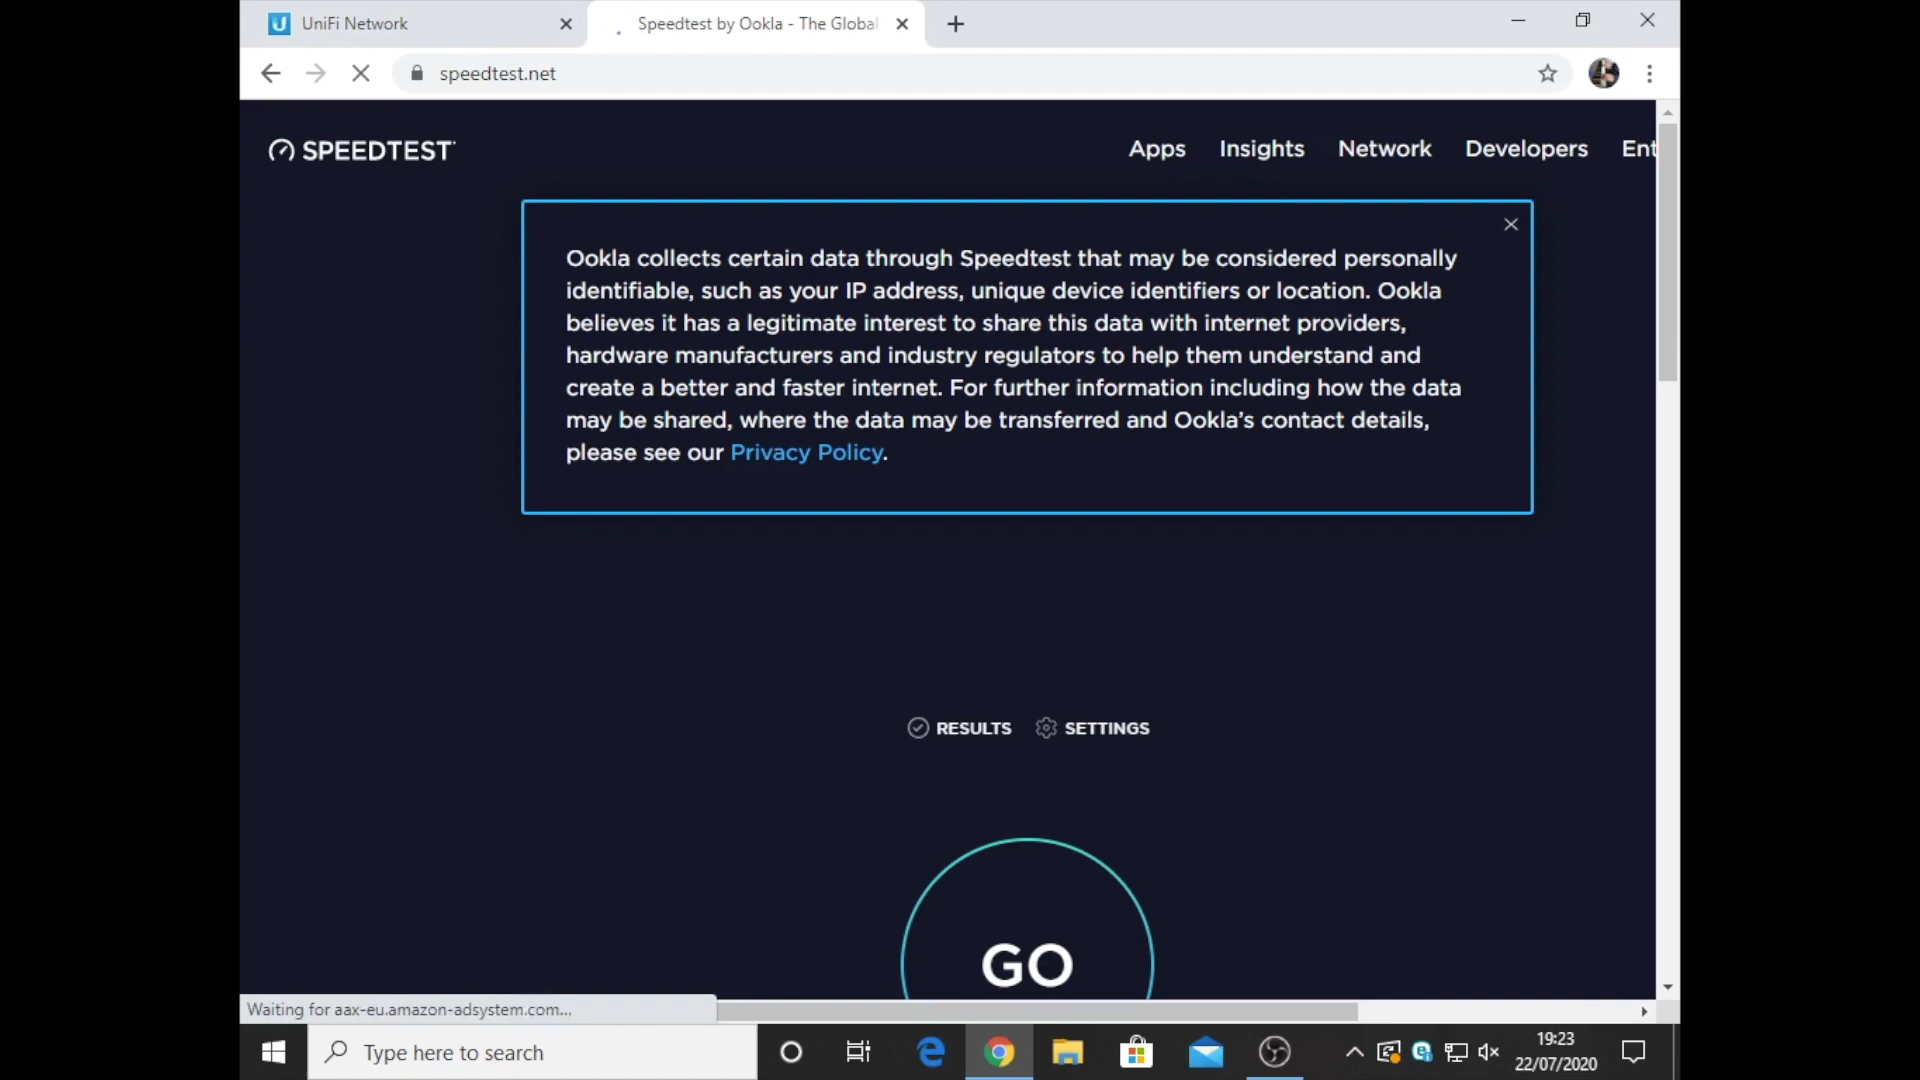 UniFi Network
Speedtest by Ookla - The Global
speedtest.net
SPEEDTEST
Apps Insights Network Developers Ent
Ookla collects certain data through Speedtest that may be considered personally
identifiable, such as your IP address, unique device identifiers or location. Ookla
believes it has a legitimate interest to share this data with internet providers,
hardware manufacturers and industry regulators to help them understand and
create a better and faster internet. For further information including how the data
may be shared, where the data may be transferred and Ookla’s contact details,
please see our Privacy Policy.
RESULTS SETTINGS
GO
Waiting for aax-eu.amazon-adsystem.com...
Type here to search
19:23
22/07/2020